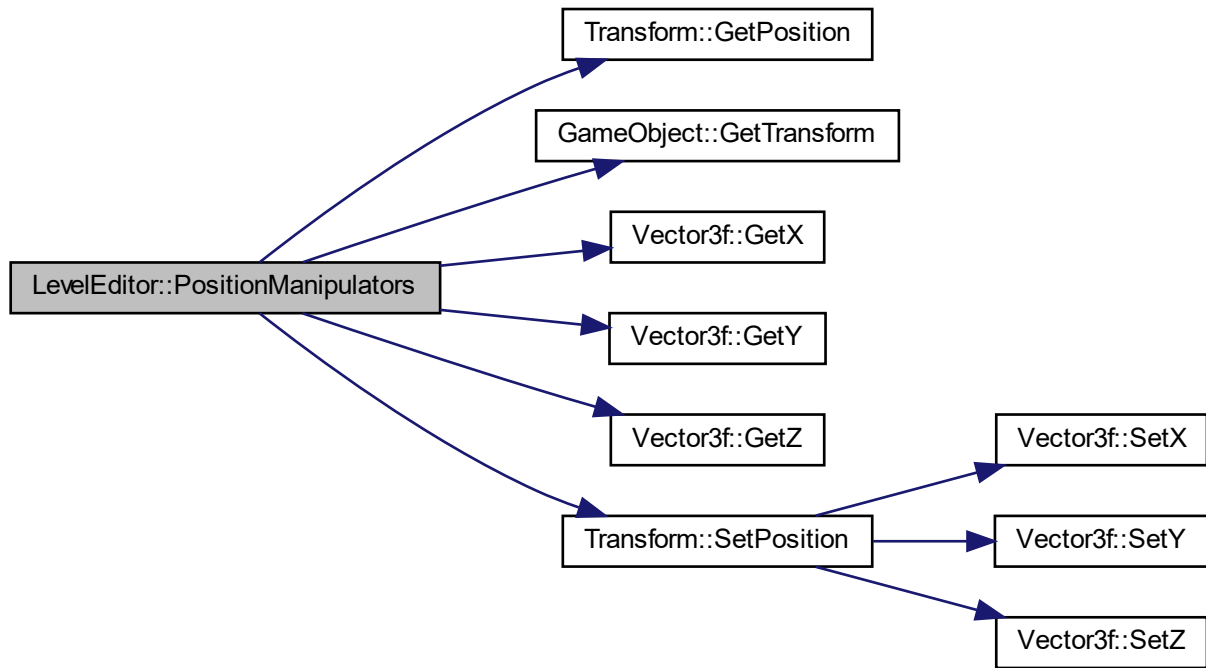 Transform::GetPosition
GameObject::GetTransform
Vector3f::GetX
LevelEditor::PositionManipulators
Vector3f::GetY
Vector3f::GetZ
Vector3f::SetX
Transform::SetPosition
Vector3f::SetY
Vector3f::SetZ